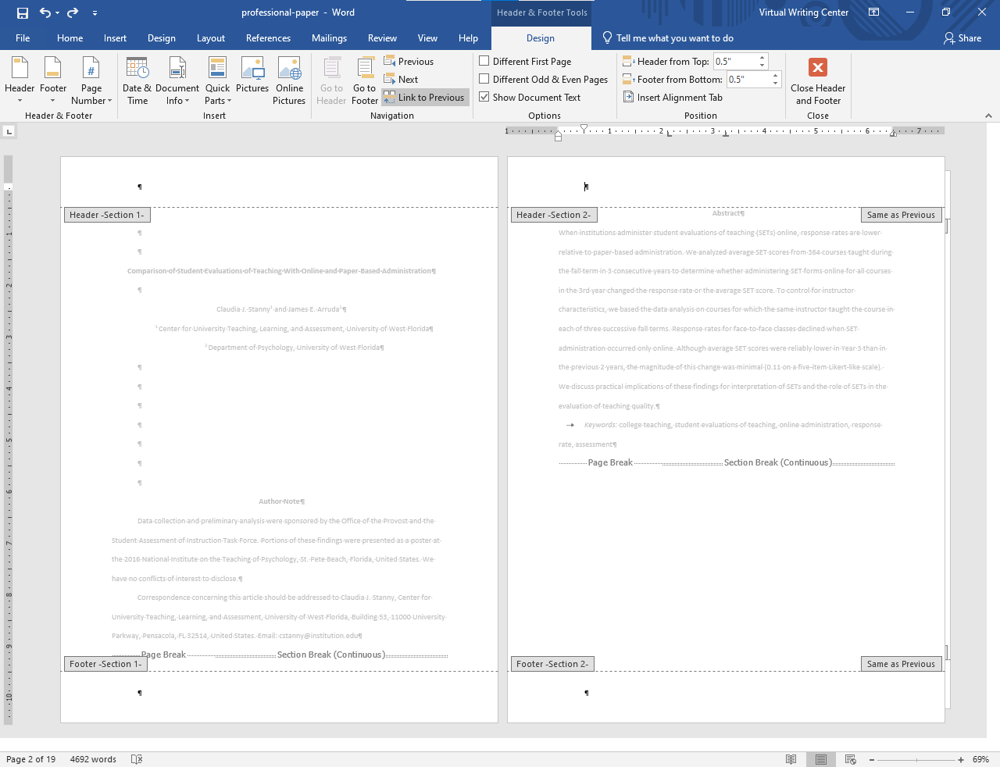 professional-paper - Word
Header & Footer Tools
Virtual Writing Center
File Home Insert Design Layout References Mailings Review View Help Design Tell me what you want to do Share
Header
Footer
Page Number
Header & Footer
Date & Time
Document Info
Quick Parts
Pictures
Online Pictures
Insert
Go to Header
Go to Footer
Previous
Next
Link to Previous
Navigation
Different First Page
Different Odd & Even Pages
Show Document Text
Options
Header from Top: 0.5"
Footer from Bottom: 0.5"
Insert Alignment Tab
Position
Close Header and Footer
Close
1 1 2 3 4 5 6 7
1
2
3
4
5
6
7
8
9
10
¶
Header -Section 1-
¶
¶
Comparison·of·Student·Evaluations·of·Teaching·With·Online·and·Paper-Based·Administration¶
¶
Claudia·J.·Stanny1·and·James·E.·Arruda2¶
1·Center·for·University·Teaching,·Learning,·and·Assessment,·University·of·West·Florida¶
2·Department·of·Psychology,·University·of·West·Florida¶
¶
¶
¶
¶
¶
¶
¶
Author·Note¶
Data·collection·and·preliminary·analysis·were·sponsored·by·the·Office·of·the·Provost·and·the·
Student·Assessment·of·Instruction·Task·Force.·Portions·of·these·findings·were·presented·as·a·poster·at·
the·2016·National·Institute·on·the·Teaching·of·Psychology,·St.·Pete·Beach,·Florida,·United·States.·We·
have·no·conflicts·of·interest·to·disclose.¶
Correspondence·concerning·this·article·should·be·addressed·to·Claudia·J.·Stanny,·Center·for·
University·Teaching,·Learning,·and·Assessment,·University·of·West·Florida,·Building·53,·11000·University·
Parkway,·Pensacola,·FL·32514,·United·States.·Email:·cstanny@institution.edu¶
Page Break Section Break (Continuous)
Footer -Section 1-
¶
¶
Header -Section 2-
Abstract¶
Same as Previous
When·institutions·administer·student·evaluations·of·teaching·(SETs)·online,·response·rates·are·lower·
relative·to·paper-based·administration.·We·analyzed·average·SET·scores·from·364·courses·taught·during·
the·fall·term·in·3·consecutive·years·to·determine·whether·administering·SET·forms·online·for·all·courses·
in·the·3rd·year·changed·the·response·rate·or·the·average·SET·score.·To·control·for·instructor·
characteristics,·we·based·the·data·analysis·on·courses·for·which·the·same·instructor·taught·the·course·in·
each·of·three·successive·fall·terms.·Response·rates·for·face-to-face·classes·declined·when·SET·
administration·occurred·only·online.·Although·average·SET·scores·were·reliably·lower·in·Year·3·than·in·
the·previous·2·years,·the·magnitude·of·this·change·was·minimal·(0.11·on·a·five-item·Likert-like·scale).·
We·discuss·practical·implications·of·these·findings·for·interpretation·of·SETs·and·the·role·of·SETs·in·the·
evaluation·of·teaching·quality.¶
→ Keywords:·college·teaching,·student·evaluations·of·teaching,·online·administration,·response·
rate,·assessment¶
Page Break Section Break (Continuous)
Footer -Section 2-
Same as Previous
¶
Page 2 of 19 4692 words 69%